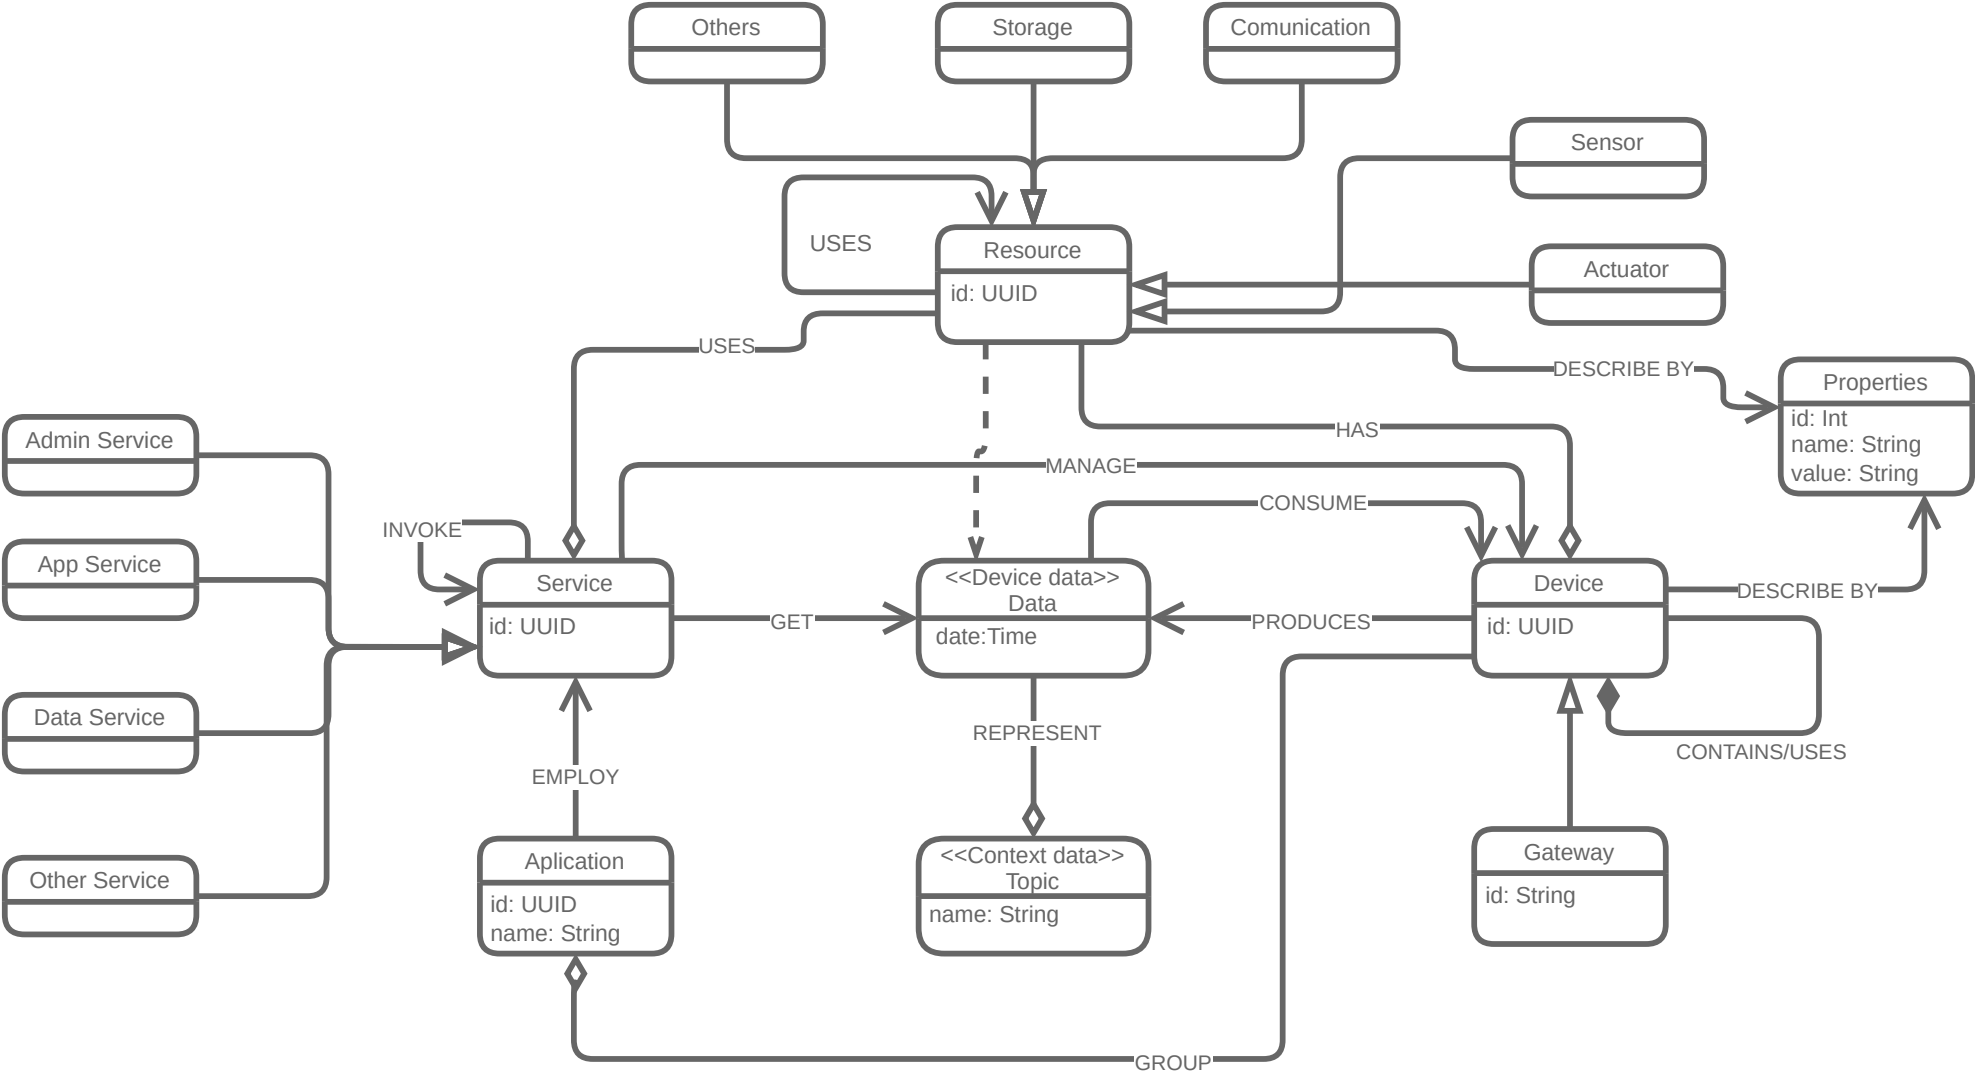 Others
Storage
Comunication
Sensor
USES
Resource
id: UUID
Actuator
USES
DESCRIBE BY
Properties
id: Int
name: String
value: String
HAS
Admin Service
MANAGE
CONSUME
INVOKE
App Service
Service
id: UUID
GET
<<Device data>>
Data
date:Time
PRODUCES
Device
id: UUID
DESCRIBE BY
Data Service
REPRESENT
CONTAINS/USES
EMPLOY
Other Service
Aplication
id: UUID
name: String
<<Context data>>
Topic
name: String
Gateway
id: String
GROUP